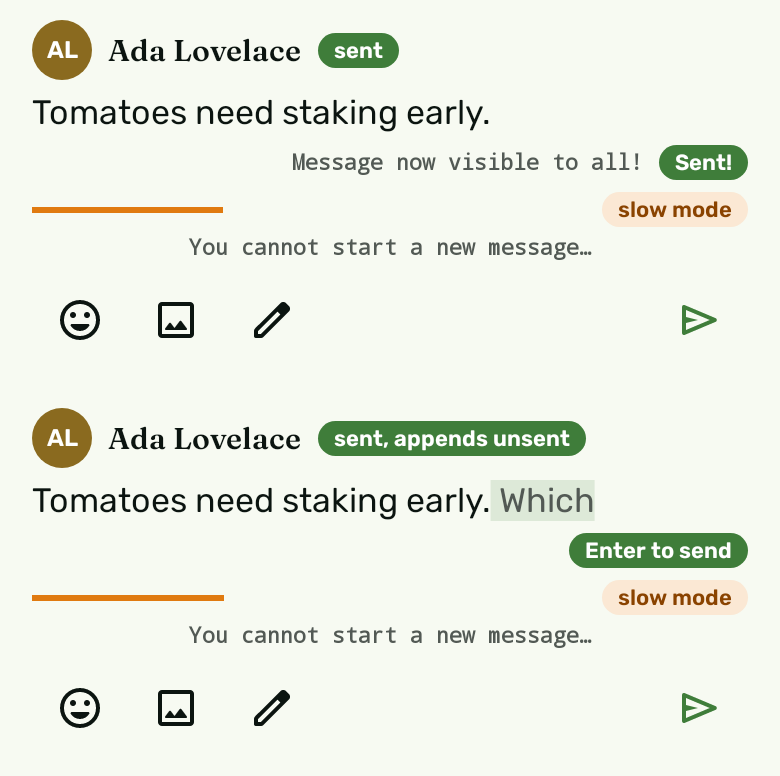 AL Ada Lovelace sent
Tomatoes need staking early.
Message now visible to all! Sent!
slow mode
You cannot start a new message…
AL Ada Lovelace sent, appends unsent
Tomatoes need staking early. Which
Enter to send
slow mode
You cannot start a new message…